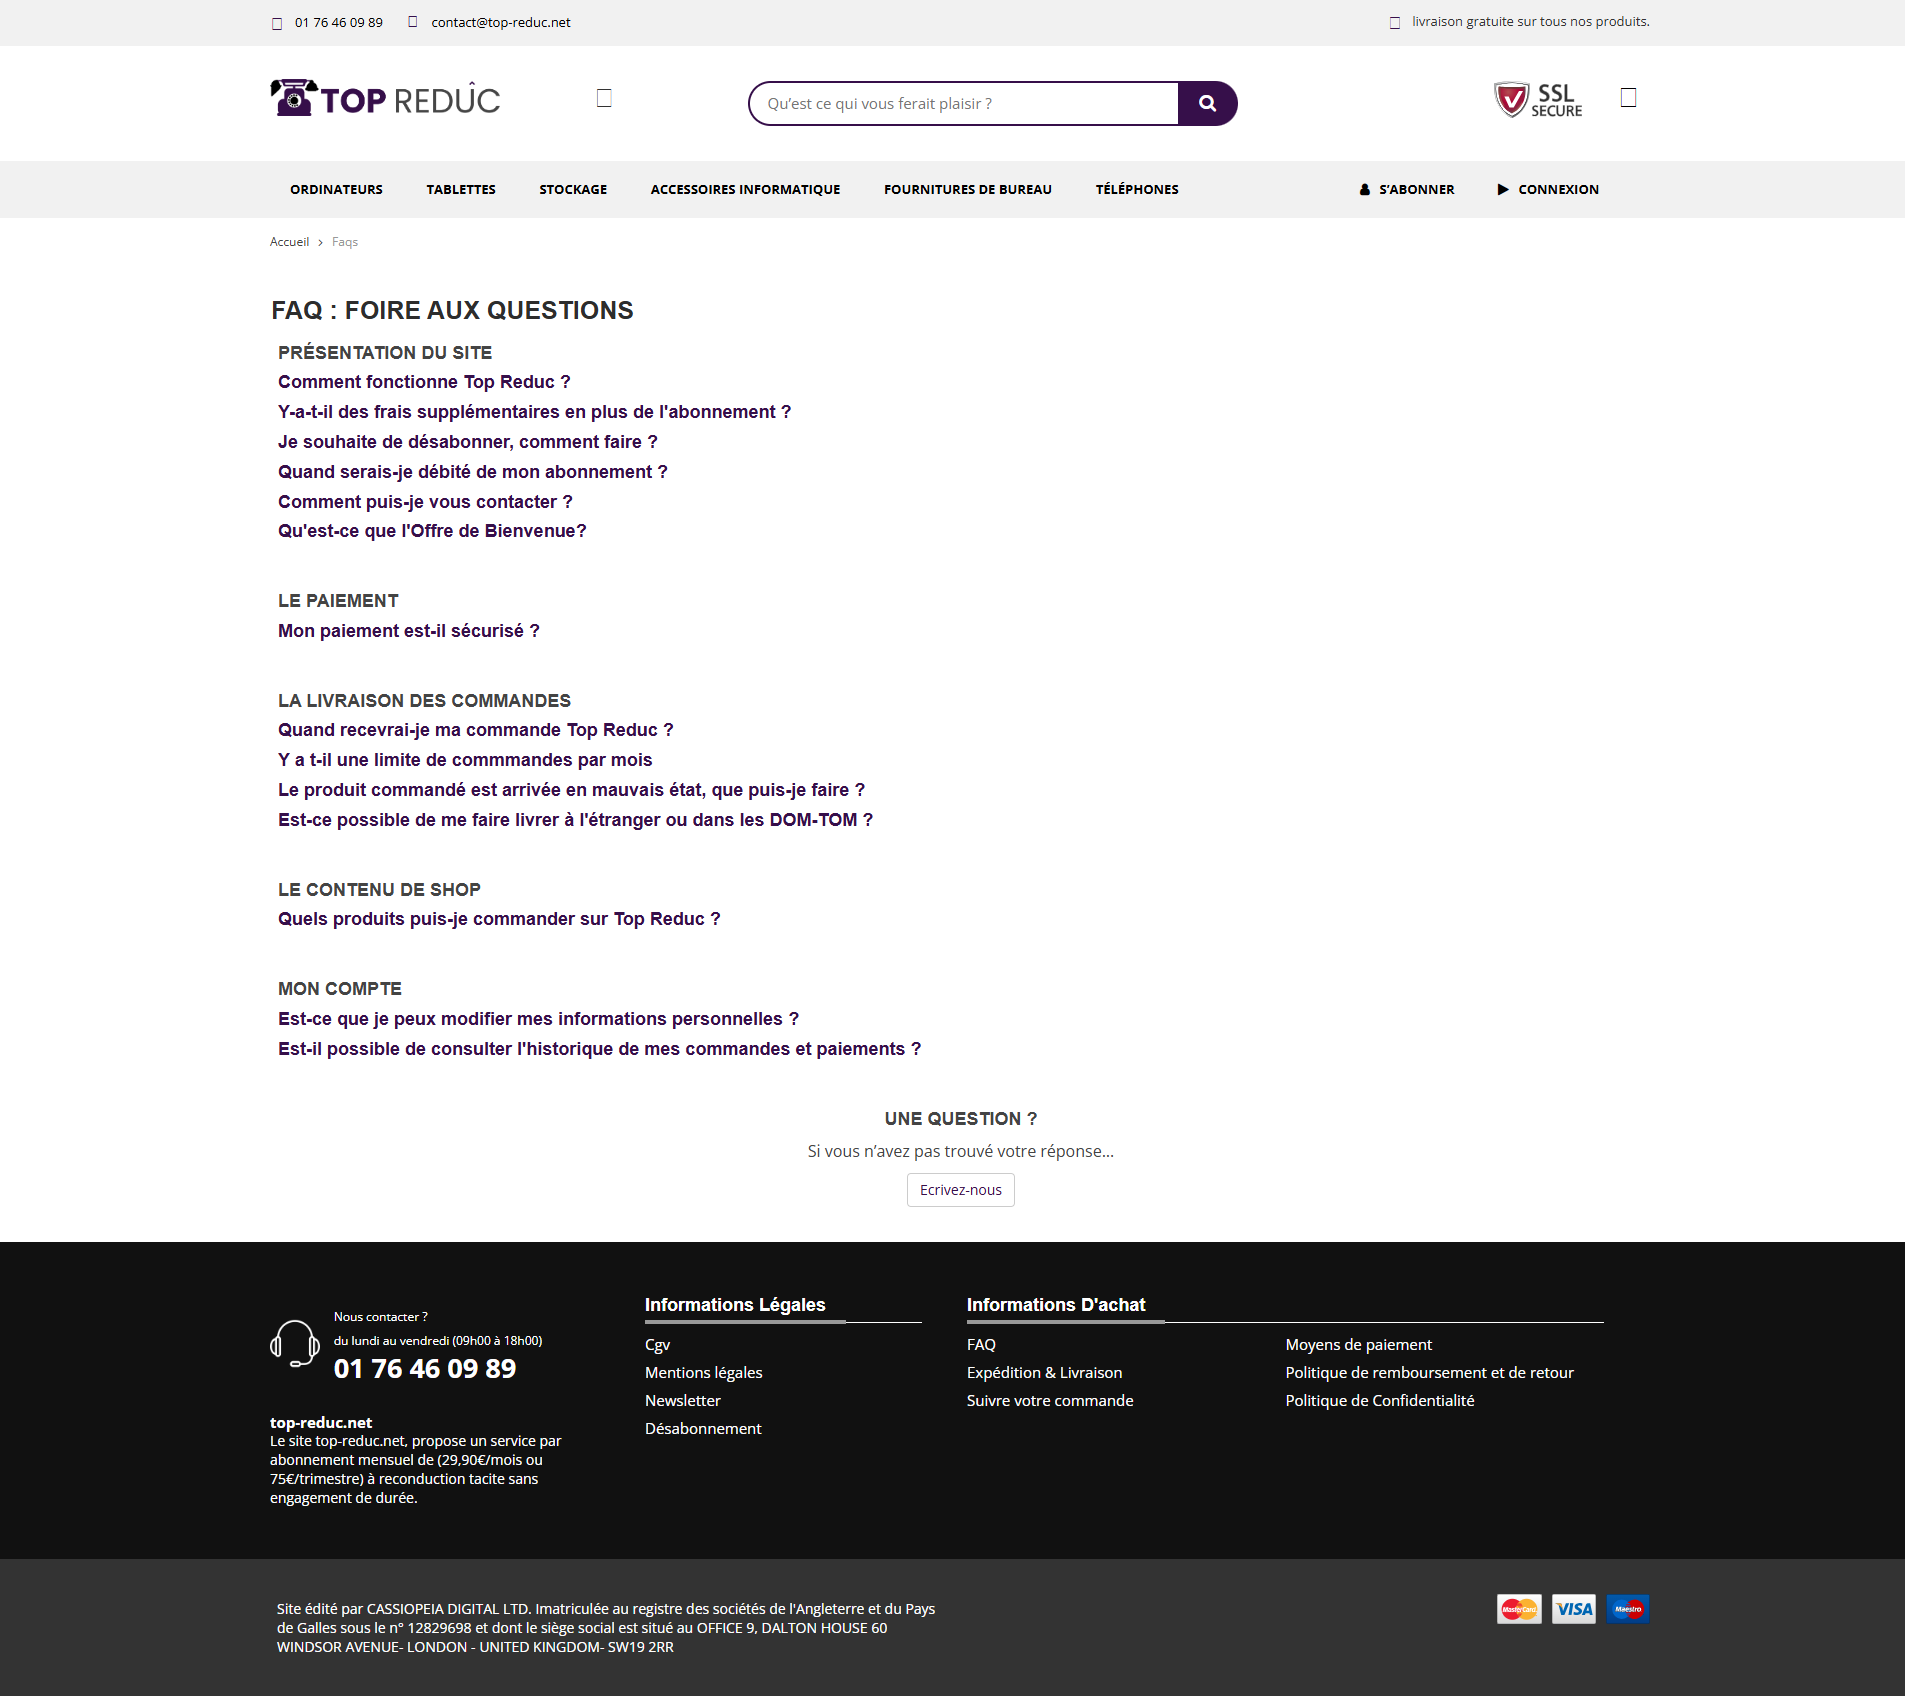 01 76 46 09 89
contact@top-reduc.net
livraison gratuite sur tous nos produits.
TOP REDÛC
Qu’est ce qui vous ferait plaisir ?
SSL
SECURE
ORDINATEURS
TABLETTES
STOCKAGE
ACCESSOIRES INFORMATIQUE
FOURNITURES DE BUREAU
TÉLÉPHONES
S’ABONNER
CONNEXION
Accueil > Faqs
FAQ : FOIRE AUX QUESTIONS
PRÉSENTATION DU SITE
Comment fonctionne Top Reduc ?
Y-a-t-il des frais supplémentaires en plus de l'abonnement ?
Je souhaite de désabonner, comment faire ?
Quand serais-je débité de mon abonnement ?
Comment puis-je vous contacter ?
Qu'est-ce que l'Offre de Bienvenue?
LE PAIEMENT
Mon paiement est-il sécurisé ?
LA LIVRAISON DES COMMANDES
Quand recevrai-je ma commande Top Reduc ?
Y a t-il une limite de commmandes par mois
Le produit commandé est arrivée en mauvais état, que puis-je faire ?
Est-ce possible de me faire livrer à l'étranger ou dans les DOM-TOM ?
LE CONTENU DE SHOP
Quels produits puis-je commander sur Top Reduc ?
MON COMPTE
Est-ce que je peux modifier mes informations personnelles ?
Est-il possible de consulter l'historique de mes commandes et paiements ?
UNE QUESTION ?
Si vous n’avez pas trouvé votre réponse...
Ecrivez-nous
Nous contacter ?
du lundi au vendredi (09h00 à 18h00)
01 76 46 09 89
top-reduc.net
Le site top-reduc.net, propose un service par
abonnement mensuel de (29,90€/mois ou
75€/trimestre) à reconduction tacite sans
engagement de durée.
Informations Légales
Cgv
Mentions légales
Newsletter
Désabonnement
Informations D'achat
FAQ
Expédition & Livraison
Suivre votre commande
Moyens de paiement
Politique de remboursement et de retour
Politique de Confidentialité
Site édité par CASSIOPEIA DIGITAL LTD. Imatriculée au registre des sociétés de l'Angleterre et du Pays
de Galles sous le n° 12829698 et dont le siège social est situé au OFFICE 9, DALTON HOUSE 60
WINDSOR AVENUE- LONDON - UNITED KINGDOM- SW19 2RR
MasterCard
VISA
Maestro